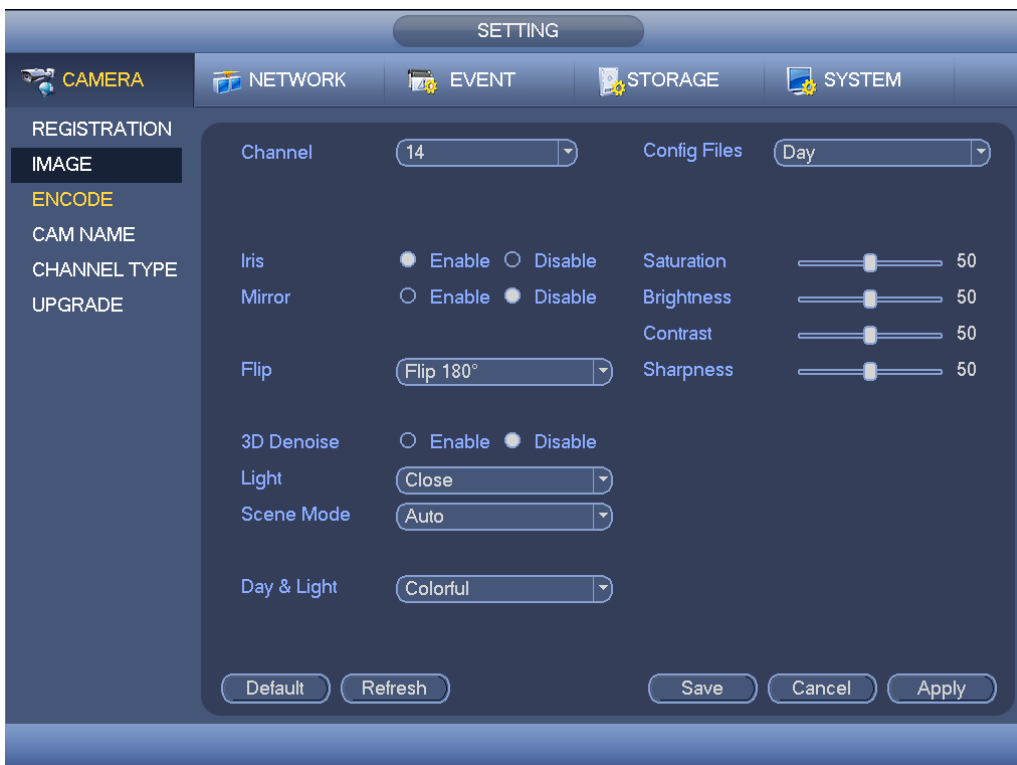 SETTING
CAMERA NETWORK EVENT STORAGE SYSTEM
REGISTRATION
IMAGE
ENCODE
CAM NAME
CHANNEL TYPE
UPGRADE
Channel 14 Config Files Day
Iris Enable Disable Saturation 50
Mirror Enable Disable Brightness 50
Contrast 50
Flip Flip 180° Sharpness 50
3D Denoise Enable Disable
Light Close
Scene Mode Auto
Day & Light Colorful
Default Refresh Save Cancel Apply